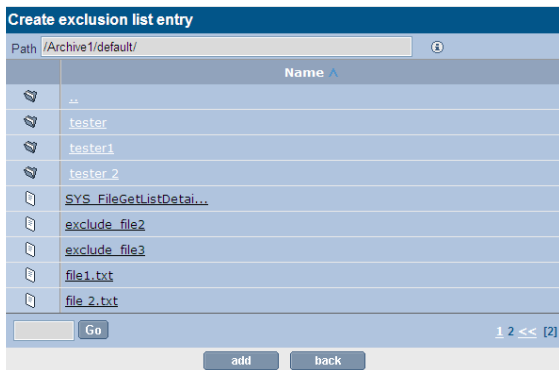 Create exclusion list entry
Path /Archive1/default/
Name
..
tester
tester1
tester 2
SYS_FileGetListDetai...
exclude_file2
exclude_file3
file1.txt
file 2.txt
Go 1 2 << [2]
add back